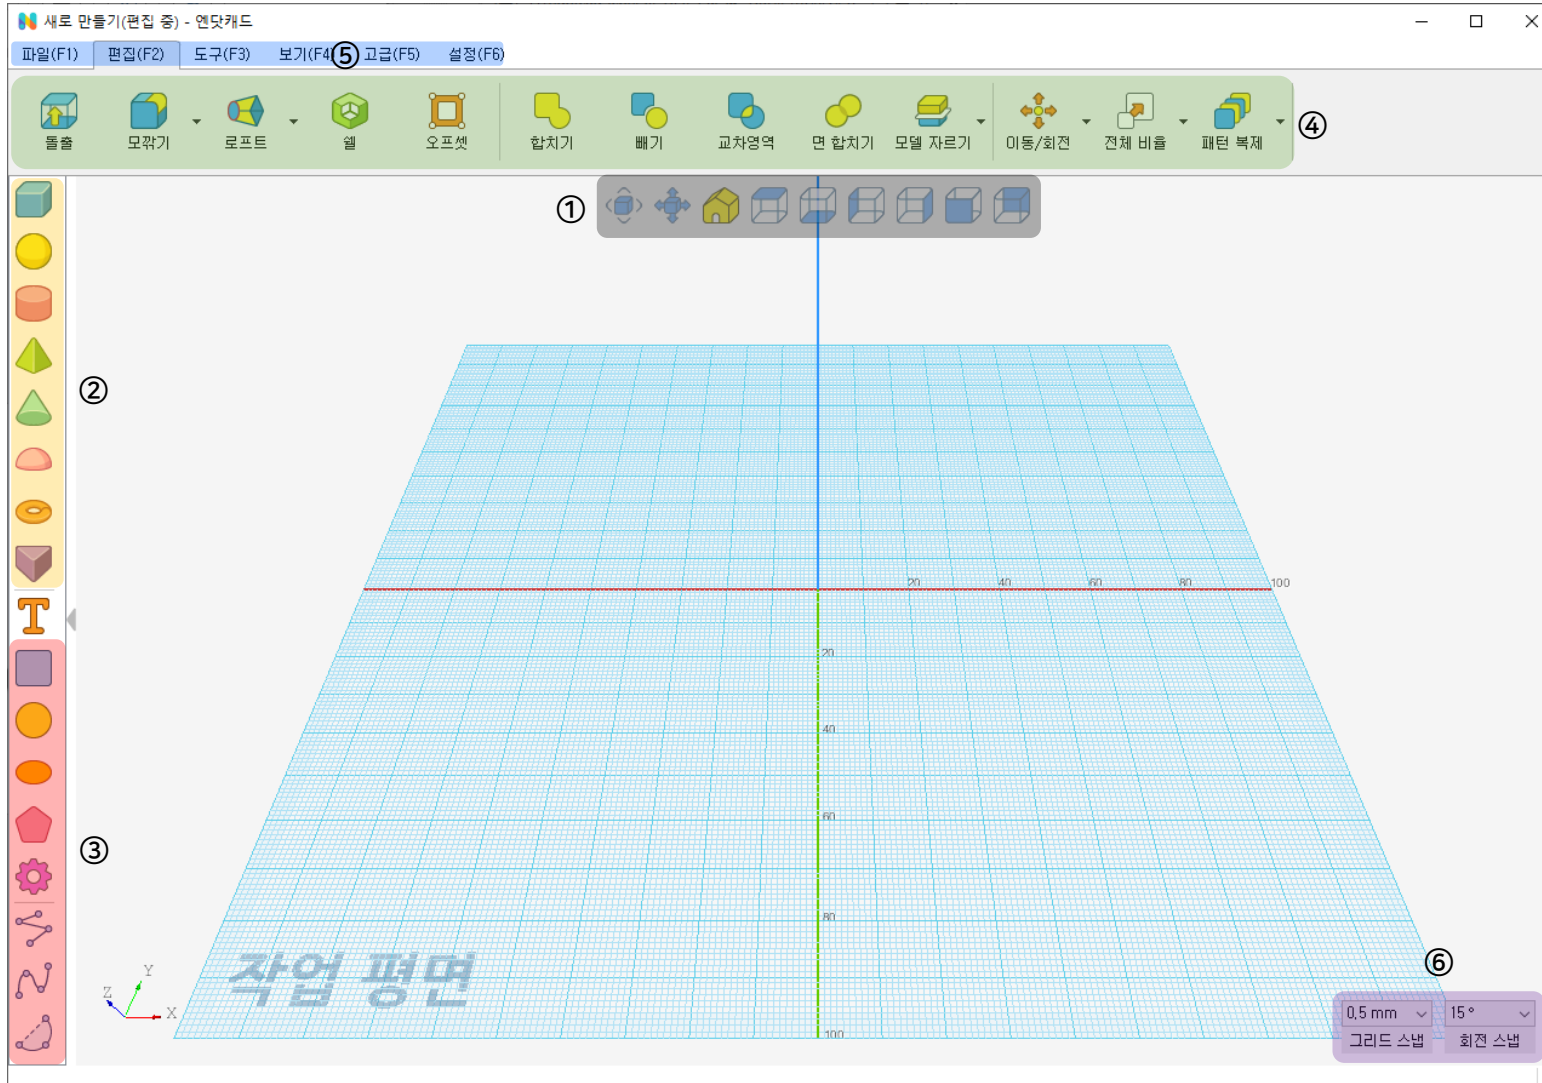 새로 만들기(편집 중) - 엔닷캐드
파일(F1) 편집(F2) 도구(F3) 보기(F4) ⑤ 고급(F5) 설정(F6)
돌출 모깎기 로프트 쉘 오프셋 합치기 빼기 교차영역 면 합치기 모델 자르기 이동/회전 전체 비율 패턴 복제 ④
①
②
T
③
20 40 60 80 100
20
40
60
80
100
작업 평면
Y
Z
X
⑥
0,5 mm 15 °
그리드 스냅 회전 스냅